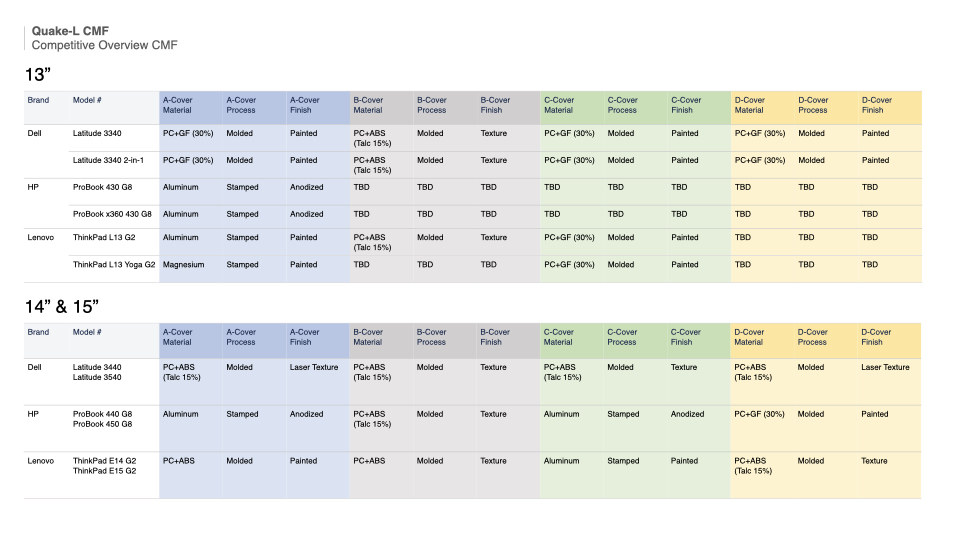 Quake-L CMF
Competitive Overview CMF
13”
Brand Model # A-Cover Material A-Cover Process A-Cover Finish B-Cover Material B-Cover Process B-Cover Finish C-Cover Material C-Cover Process C-Cover Finish D-Cover Material D-Cover Process D-Cover Finish
Dell Latitude 3340 PC+GF (30%) Molded Painted PC+ABS (Talc 15%) Molded Texture PC+GF (30%) Molded Painted PC+GF (30%) Molded Painted
Latitude 3340 2-in-1 PC+GF (30%) Molded Painted PC+ABS (Talc 15%) Molded Texture PC+GF (30%) Molded Painted PC+GF (30%) Molded Painted
HP ProBook 430 G8 Aluminum Stamped Anodized TBD TBD TBD TBD TBD TBD TBD TBD TBD
ProBook x360 430 G8 Aluminum Stamped Anodized TBD TBD TBD TBD TBD TBD TBD TBD TBD
Lenovo ThinkPad L13 G2 Aluminum Stamped Painted PC+ABS (Talc 15%) Molded Texture PC+GF (30%) Molded Painted TBD TBD TBD
ThinkPad L13 Yoga G2 Magnesium Stamped Painted TBD TBD TBD PC+GF (30%) Molded Painted TBD TBD TBD
14” & 15”
Brand Model # A-Cover Material A-Cover Process A-Cover Finish B-Cover Material B-Cover Process B-Cover Finish C-Cover Material C-Cover Process C-Cover Finish D-Cover Material D-Cover Process D-Cover Finish
Dell Latitude 3440 Latitude 3540 PC+ABS (Talc 15%) Molded Laser Texture PC+ABS (Talc 15%) Molded Texture PC+ABS (Talc 15%) Molded Texture PC+ABS (Talc 15%) Molded Laser Texture
HP ProBook 440 G8 ProBook 450 G8 Aluminum Stamped Anodized PC+ABS (Talc 15%) Molded Texture Aluminum Stamped Anodized PC+GF (30%) Molded Painted
Lenovo ThinkPad E14 G2 ThinkPad E15 G2 PC+ABS Molded Painted PC+ABS Molded Texture Aluminum Stamped Painted PC+ABS (Talc 15%) Molded Texture